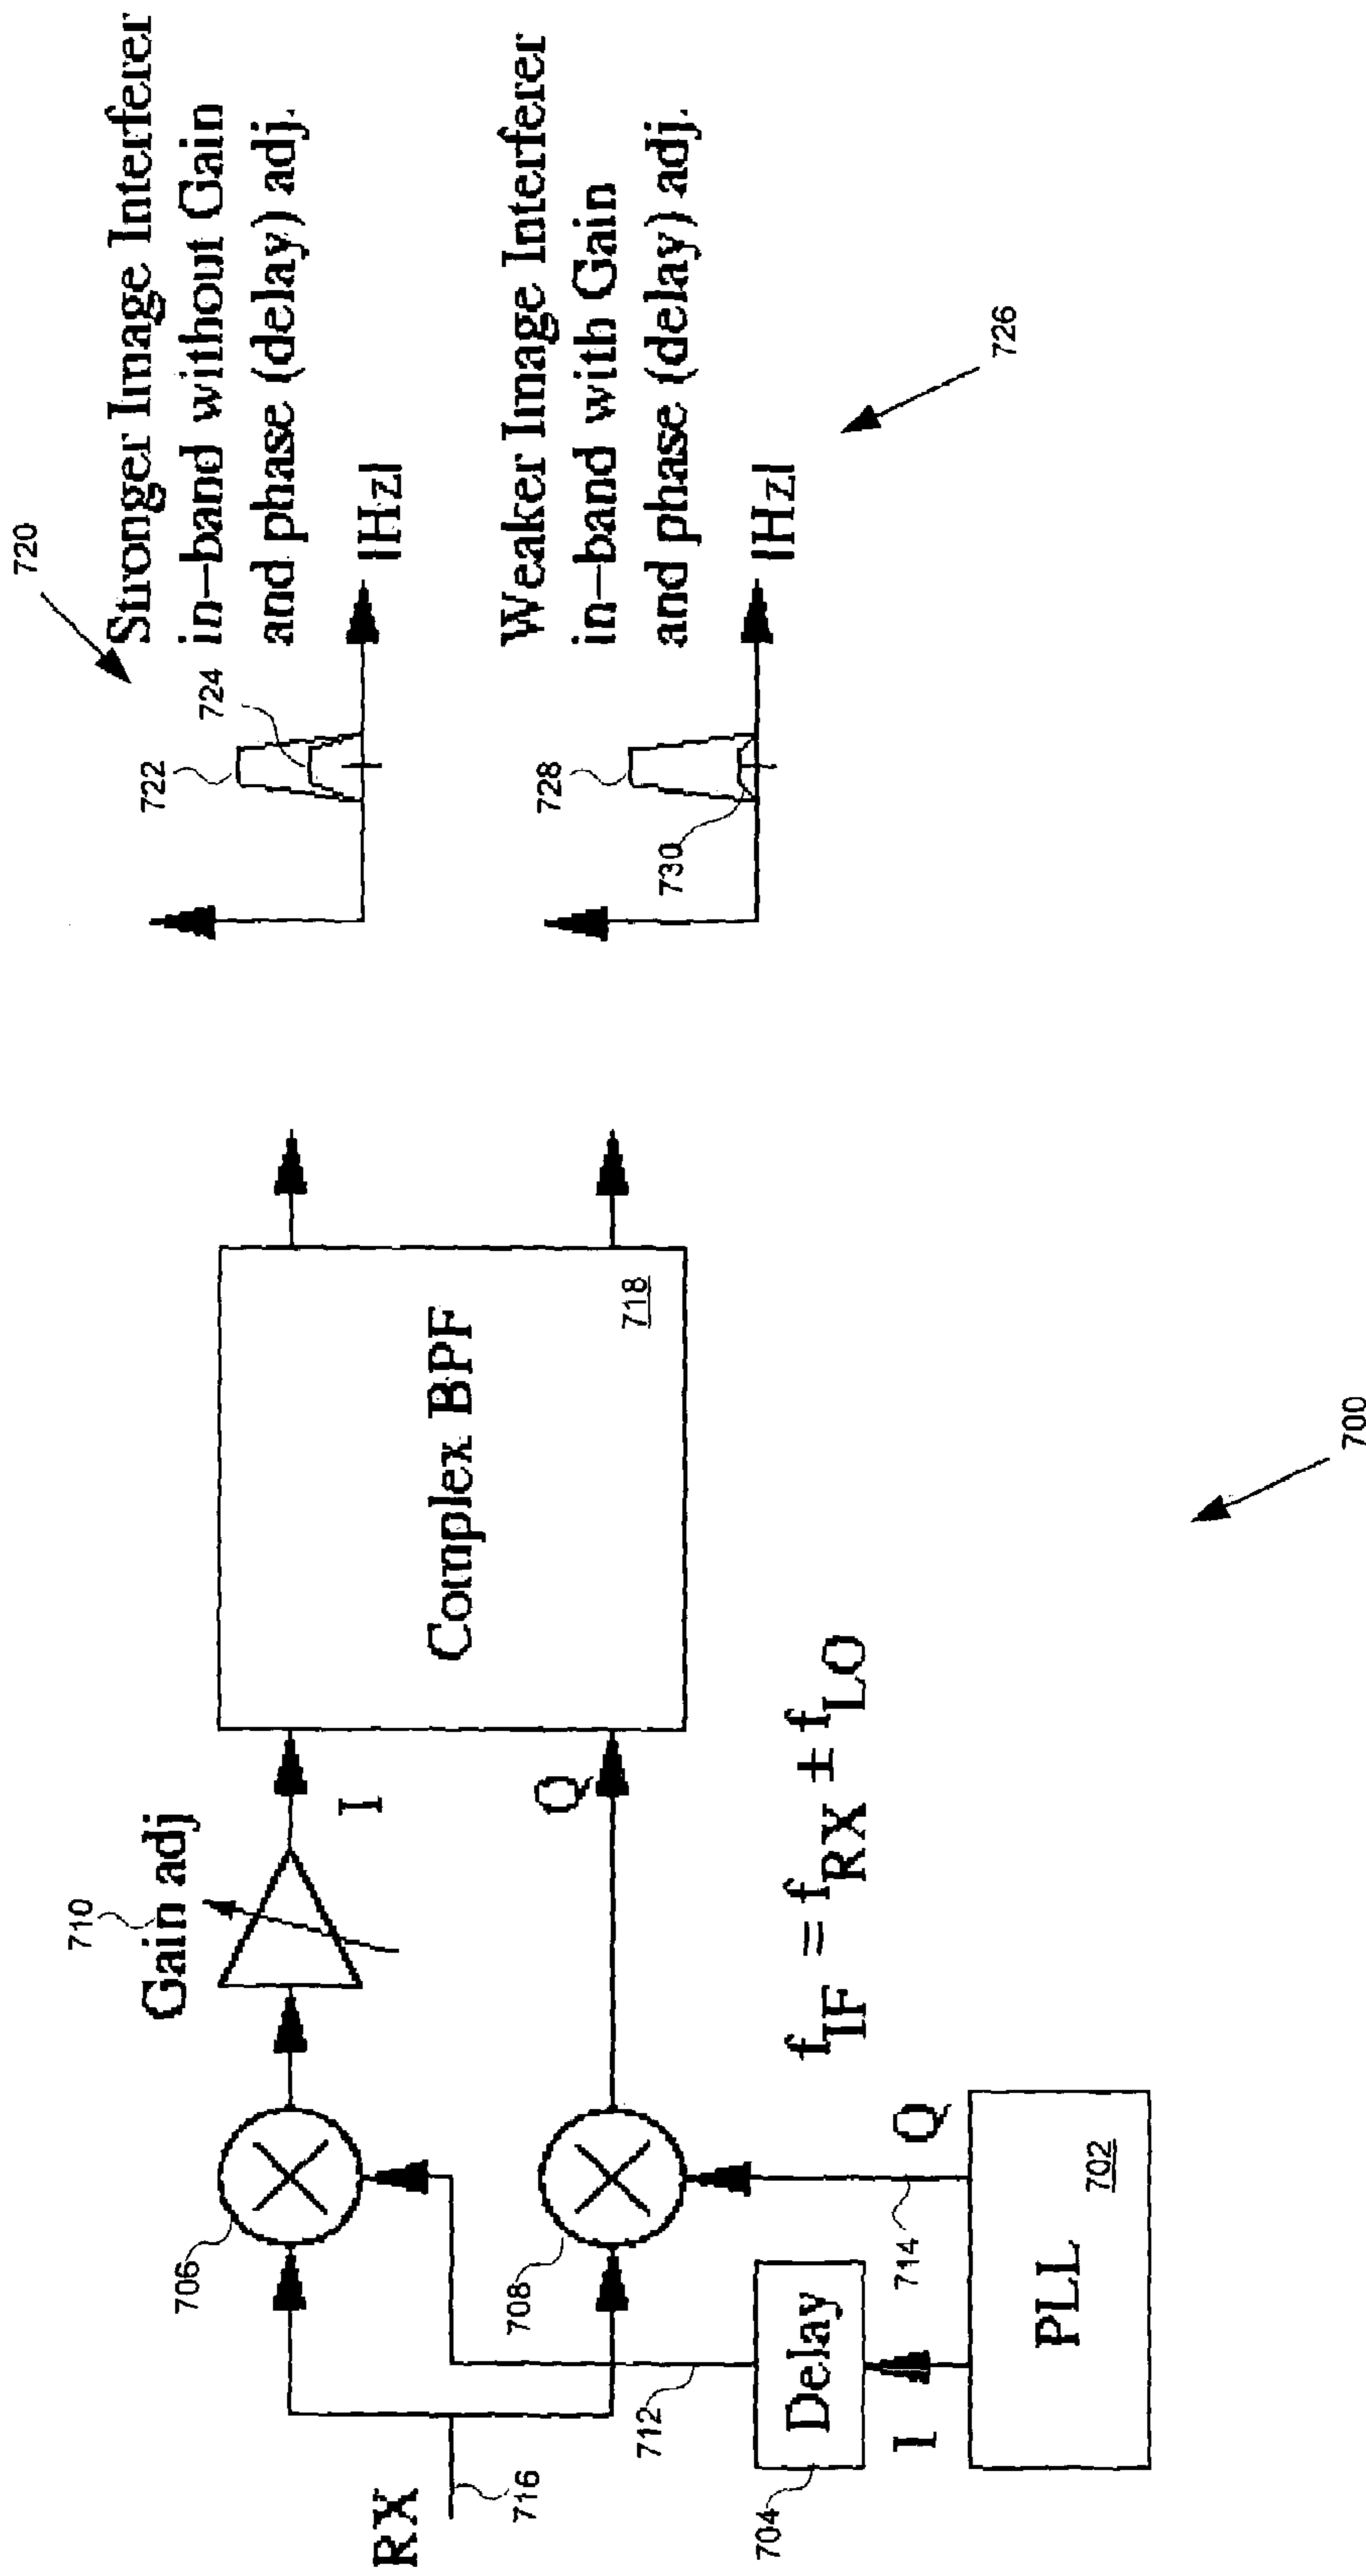 720
Stronger Image Interferer
in-band without Gain
and phase (delay) adj.
722
724
|Hz|
Weaker Image Interferer
in-band with Gain
and phase (delay) adj.
728
730
|Hz|
726
710
Gain adj
I
Complex BPF
718
Q
706
708
RX
716
712
714
Q
f_IF = f_RX ± f_LO
704
Delay
I
PLL
702
700